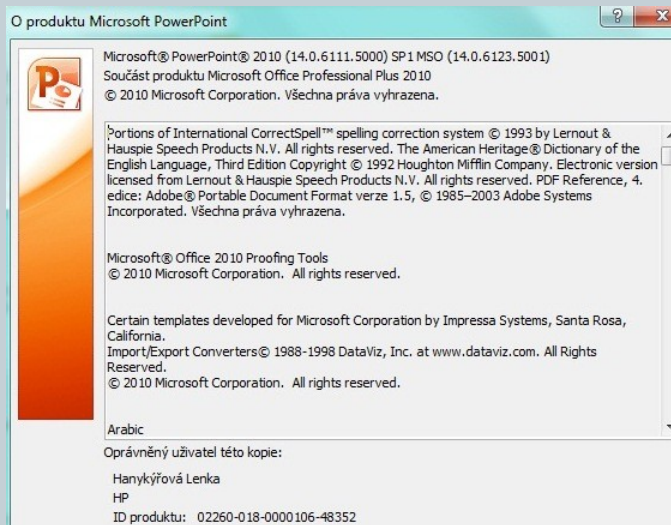 O produktu Microsoft PowerPoint
Microsoft® PowerPoint® 2010 (14.0.6111.5000) SP1 MSO (14.0.6123.5001)
Součást produktu Microsoft Office Professional Plus 2010
© 2010 Microsoft Corporation. Všechna práva vyhrazena.
Portions of International CorrectSpell™ spelling correction system © 1993 by Lernout &
Hauspie Speech Products N.V. All rights reserved. The American Heritage® Dictionary of the
English Language, Third Edition Copyright © 1992 Houghton Mifflin Company. Electronic version
licensed from Lernout & Hauspie Speech Products N.V. All rights reserved. PDF Reference, 4.
edice: Adobe® Portable Document Format verze 1.5, © 1985–2003 Adobe Systems
Incorporated. Všechna práva vyhrazena.
Microsoft® Office 2010 Proofing Tools
© 2010 Microsoft Corporation. All rights reserved.
Certain templates developed for Microsoft Corporation by Impressa Systems, Santa Rosa,
California.
Import/Export Converters© 1988-1998 DataViz, Inc. at www.dataviz.com. All Rights
Reserved.
© 2010 Microsoft Corporation. All rights reserved.
Arabic
Oprávněný uživatel této kopie:
Hanykýřová Lenka
HP
ID produktu: 02260-018-0000106-48352